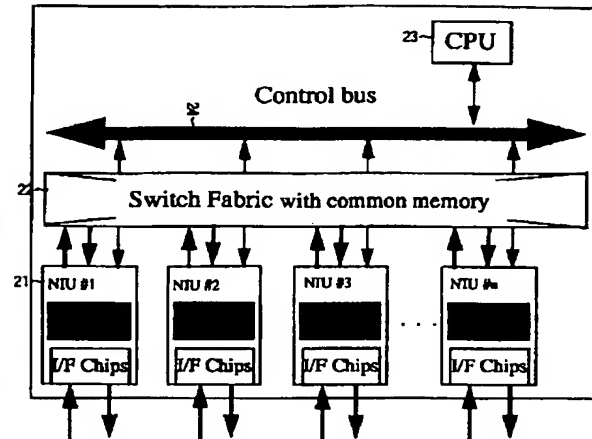 23
CPU
Control bus
24
22
Switch Fabric with common memory
21
NTU #1
NTU #2
NTU #3
NTU #n
. . .
I/F Chips
I/F Chips
I/F Chips
I/F Chips